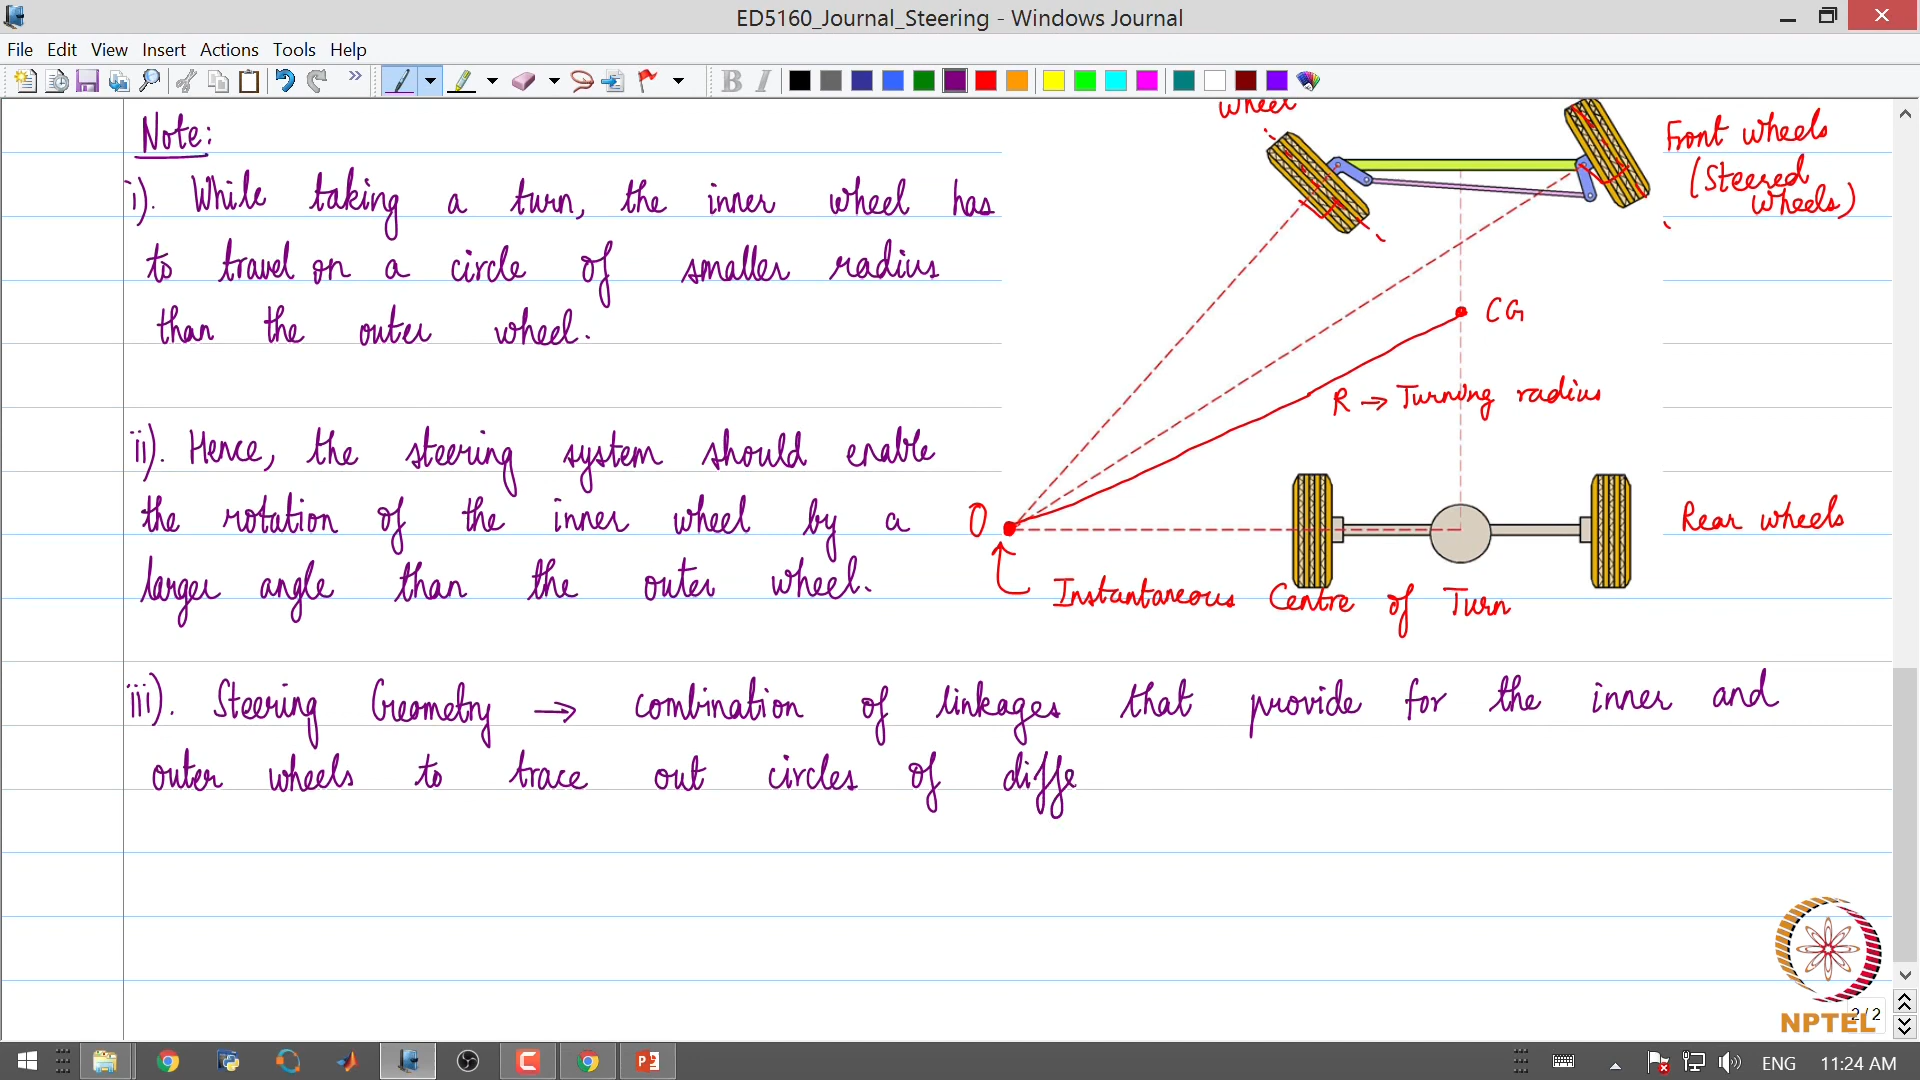 ED5160_Journal_Steering - Windows Journal
File Edit View Insert Actions Tools Help
B I
Note:
i). While taking a turn, the inner wheel has
to travel on a circle of smaller radius
than the outer wheel.
ii). Hence, the steering system should enable
the rotation of the inner wheel by a
larger angle than the outer wheel.
iii). Steering Geometry → combination of linkages that provide for the inner and
outer wheels to trace out circles of diffe
wheel
Front wheels
(Steered
wheels)
CG
R → Turning radius
O
Rear wheels
Instantaneous Centre of Turn
NPTEL
2 / 2
ENG 11:24 AM